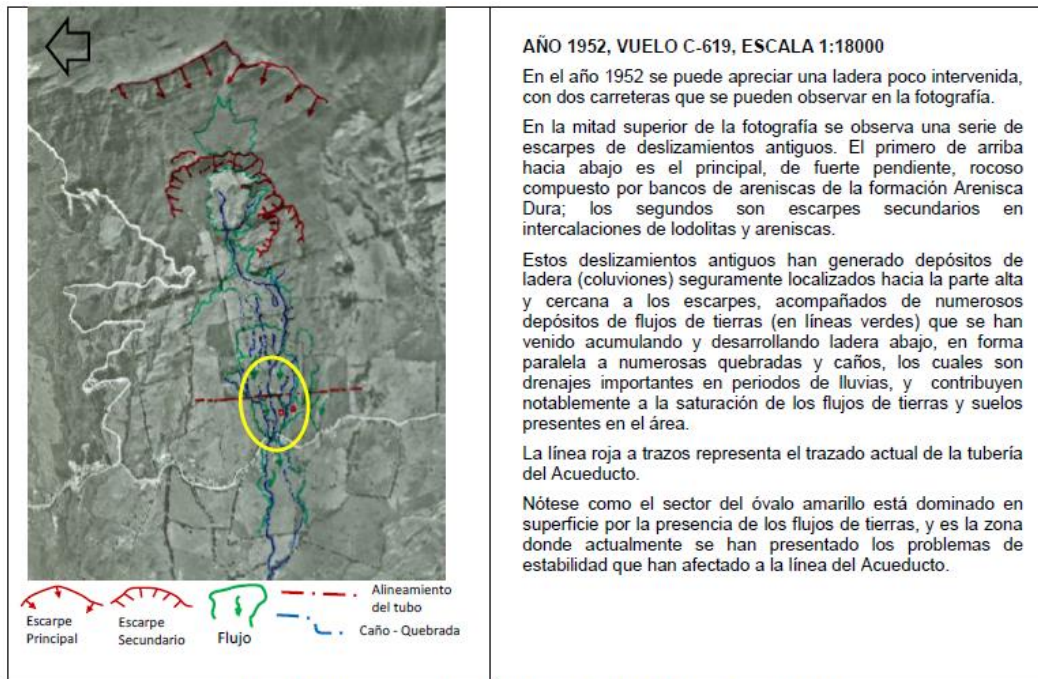 AÑO 1952, VUELO C-619, ESCALA 1:18000
En el año 1952 se puede apreciar una ladera poco intervenida,
con dos carreteras que se pueden observar en la fotografía.
En la mitad superior de la fotografía se observa una serie de
escarpes de deslizamientos antiguos. El primero de arriba
hacia abajo es el principal, de fuerte pendiente, rocoso
compuesto por bancos de areniscas de la formación Arenisca
Dura; los segundos son escarpes secundarios en
intercalaciones de lodolitas y areniscas.
Estos deslizamientos antiguos han generado depósitos de
ladera (coluviones) seguramente localizados hacia la parte alta
y cercana a los escarpes, acompañados de numerosos
depósitos de flujos de tierras (en líneas verdes) que se han
venido acumulando y desarrollando ladera abajo, en forma
paralela a numerosas quebradas y caños, los cuales son
drenajes importantes en periodos de lluvias, y contribuyen
notablemente a la saturación de los flujos de tierras y suelos
presentes en el área.
La línea roja a trazos representa el trazado actual de la tubería
del Acueducto.
Nótese como el sector del óvalo amarillo está dominado en
superficie por la presencia de los flujos de tierras, y es la zona
donde actualmente se han presentado los problemas de
estabilidad que han afectado a la línea del Acueducto.
Escarpe
Principal
Escarpe
Secundario
Flujo
Alineamiento
del tubo
Caño - Quebrada